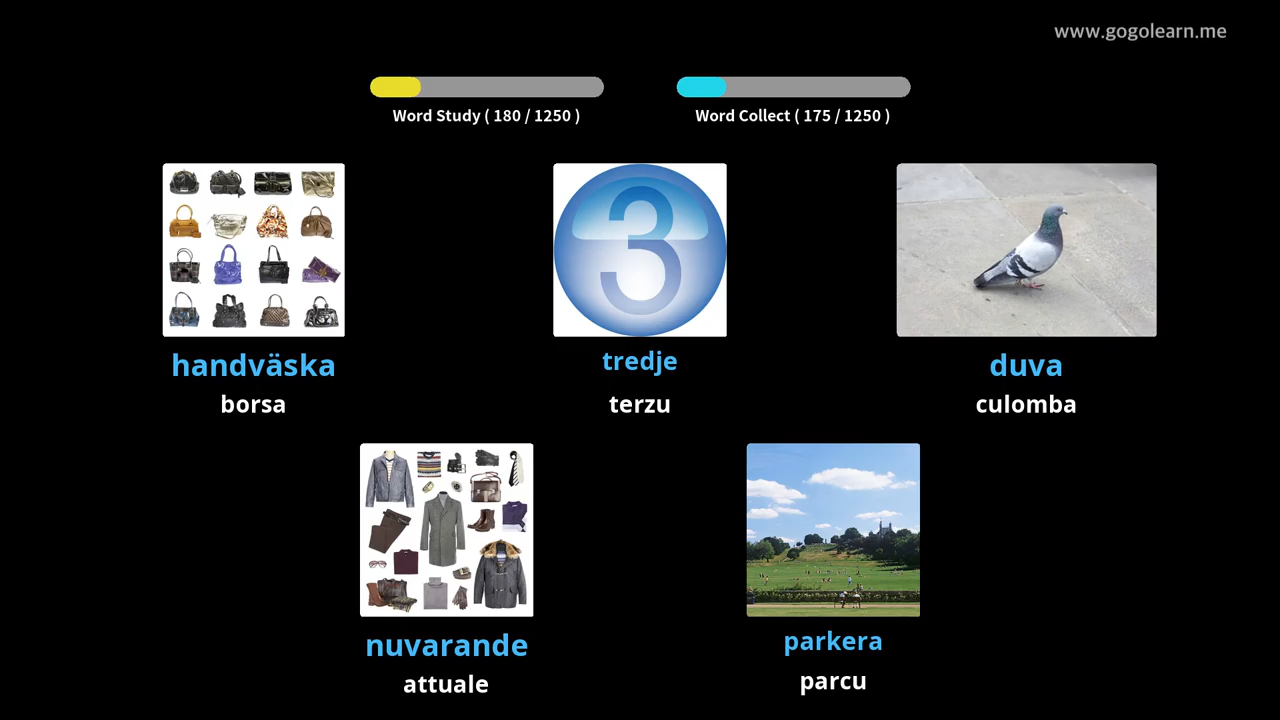 www.gogolearn.me
Word Study ( 180 / 1250 )
Word Collect ( 175 / 1250 )
3
handväska
borsa
tredje
terzu
duva
culomba
nuvarande
attuale
parkera
parcu